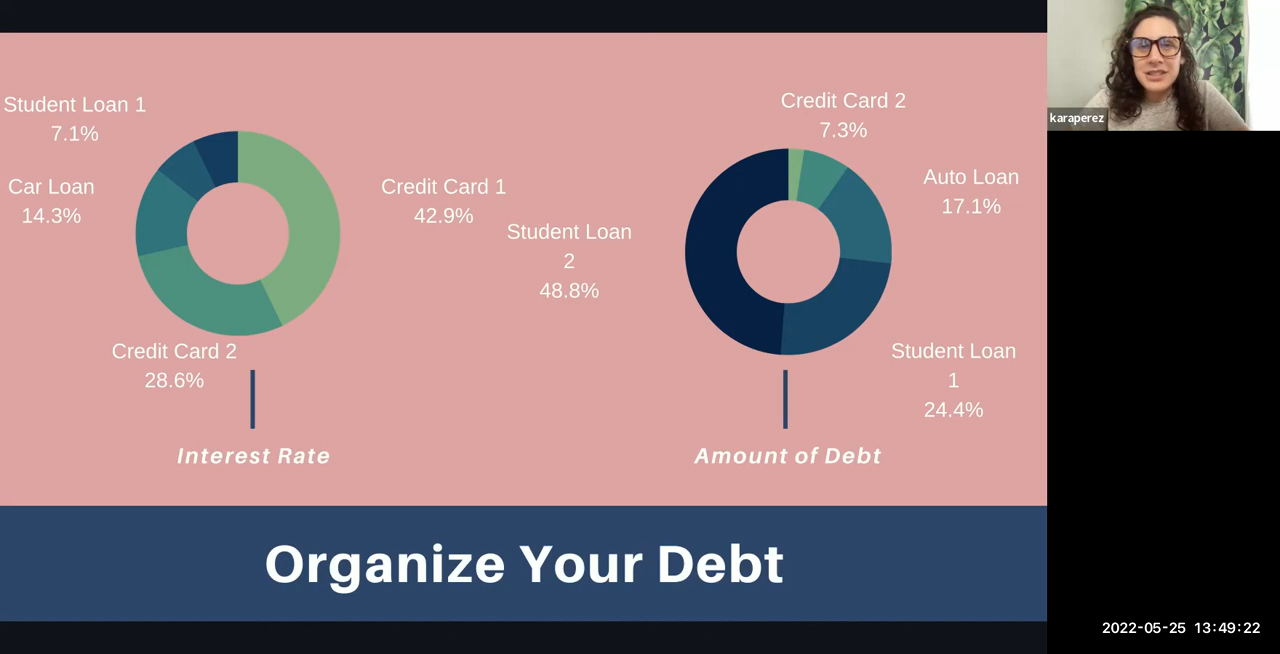 Student Loan 1
7.1%
Car Loan
14.3%
Credit Card 1
42.9%
Credit Card 2
28.6%
Interest Rate
Credit Card 2
7.3%
Auto Loan
17.1%
Student Loan
2
48.8%
Student Loan
1
24.4%
Amount of Debt
Organize Your Debt
karaperez
2022-05-25 13:49:22